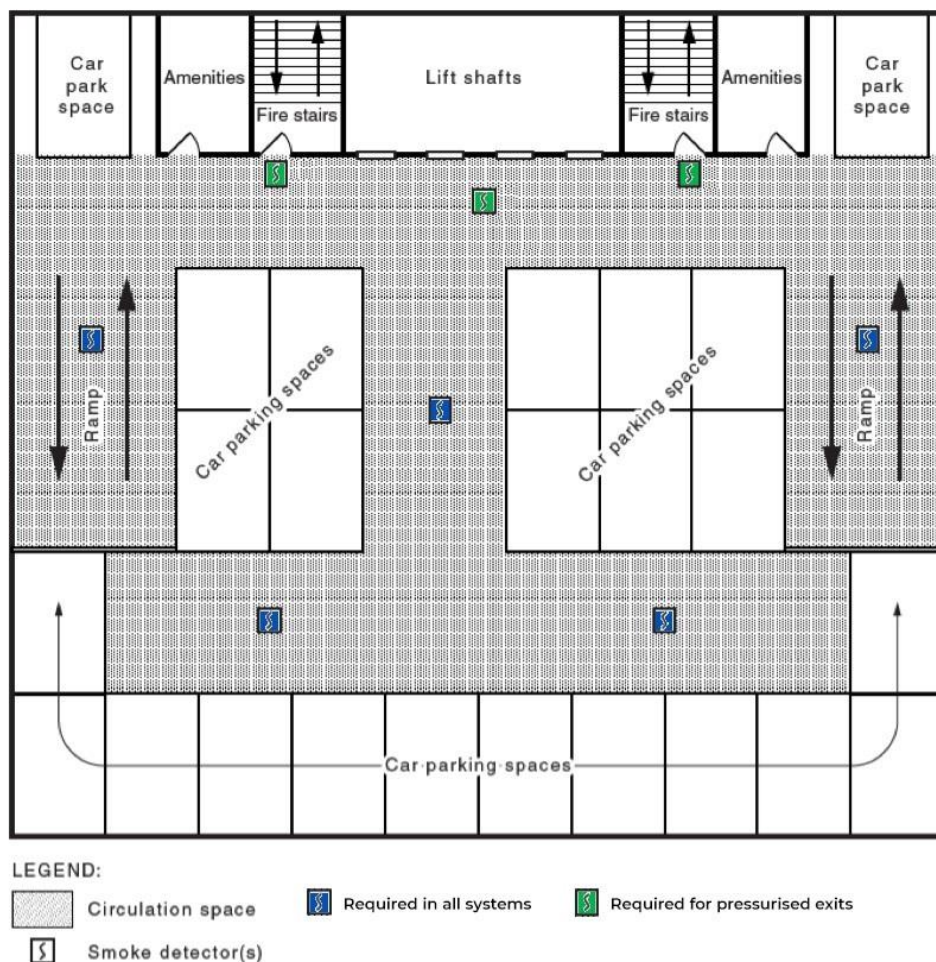 Car
park
space
Amenities
Fire stairs
Lift shafts
Fire stairs
Amenities
Car
park
space
Ramp
Car parking spaces
Car parking spaces
Ramp
Car parking spaces
LEGEND:
Circulation space
Required in all systems
Required for pressurised exits
Smoke detector(s)